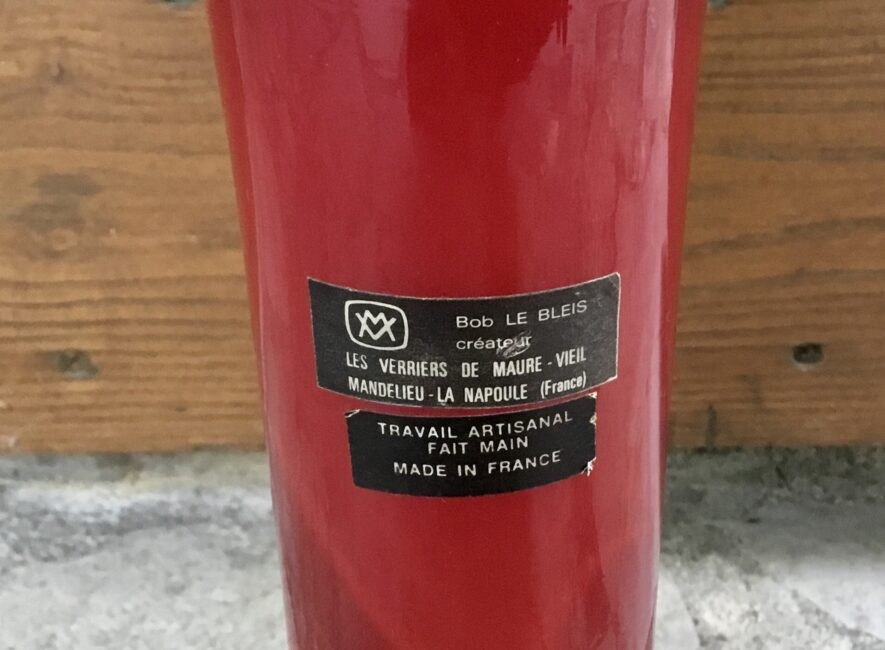 Bob LE BLEIS
créateur
LES VERRIERS DE MAURE-VIEIL
MANDELIEU-LA NAPOULE (France)
TRAVAIL ARTISANAL
FAIT MAIN
MADE IN FRANCE